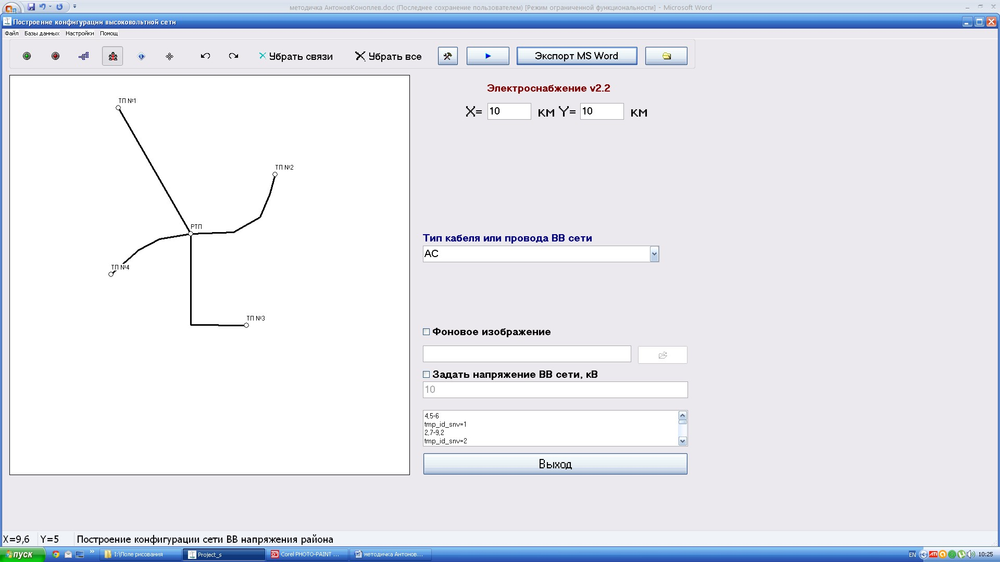 методичка АнтоновКоноплев.doc (Последнее сохранение пользователем) [Режим ограниченной функциональности] - Microsoft Word
Построение конфигурации высоковольтной сети
Файл Базы данных Настройки Помощ
Убрать связи Убрать все Экспорт MS Word
Электроснабжение v2.2
X= 10 км Y= 10 км
ТП №1
ТП №2
РТП
ТП №4
ТП №3
Тип кабеля или провода ВВ сети
АС
Фоновое изображение
Задать напряжение ВВ сети, кВ
10
4,5-6
tmp_id_snv=1
2,7-9,2
tmp_id_snv=2
Выход
X=9,6 Y=5 Построение конфигурации сети ВВ напряжения района
пуск I:\Поле рисования Project_s Corel PHOTO-PAINT ... методичка Антонов... EN 10:25